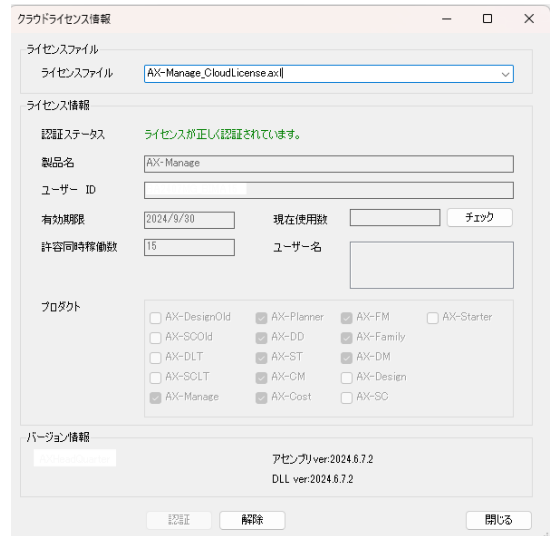 クラウドライセンス情報
ライセンスファイル
ライセンスファイル AX-Manage_CloudLicense.axl
ライセンス情報
認証ステータス ライセンスが正しく認証されています。
製品名 AX-Manage
ユーザー ID
有効期限 2024/9/30 現在使用数 チェック
許容同時稼働数 15 ユーザー名
プロダクト
AX-DesignOld AX-Planner AX-FM AX-Starter
AX-SCOld AX-DD AX-Family
AX-DLT AX-ST AX-DM
AX-SCLT AX-CM AX-Design
AX-Manage AX-Cost AX-SC
バージョン情報
アセンブリver:2024.6.7.2
DLL ver:2024.6.7.2
認証 解除 閉じる